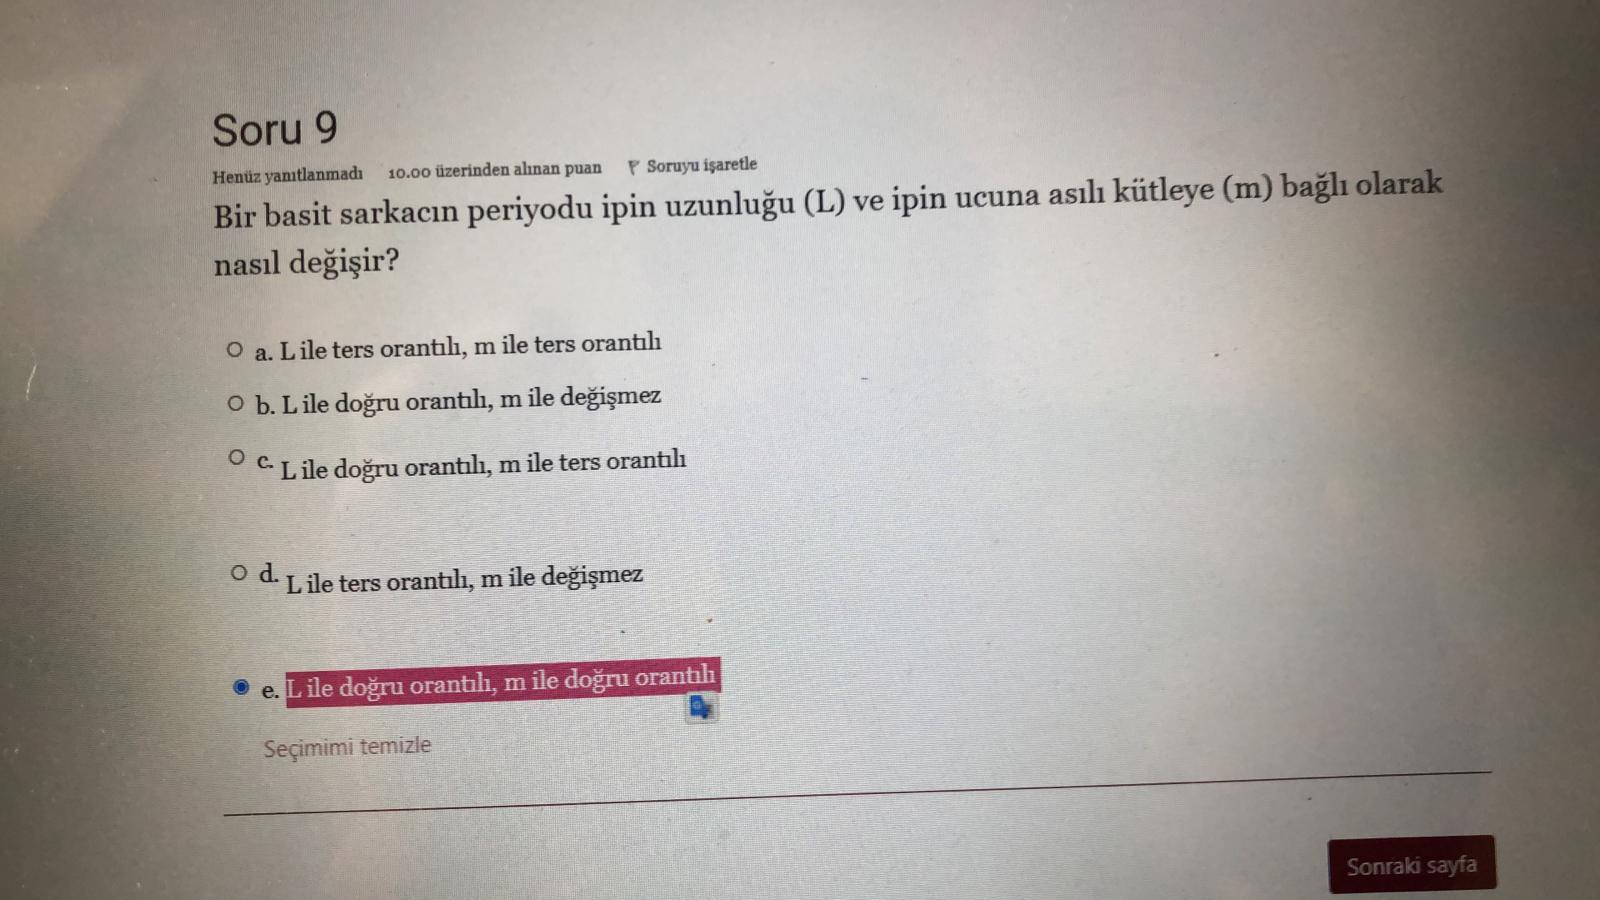 Soru 9
Henüz yanıtlanmadı 10.00 üzerinden alınan puan Soruyu işaretle
Bir basit sarkacın periyodu ipin uzunluğu (L) ve ipin ucuna asılı kütleye (m) bağlı olarak
nasıl değişir?
a. L ile ters orantılı, m ile ters orantılı
b. L ile doğru orantılı, m ile değişmez
c. L ile doğru orantılı, m ile ters orantılı
d. L ile ters orantılı, m ile değişmez
e. L ile doğru orantılı, m ile doğru orantılı
Seçimimi temizle
Sonraki sayfa